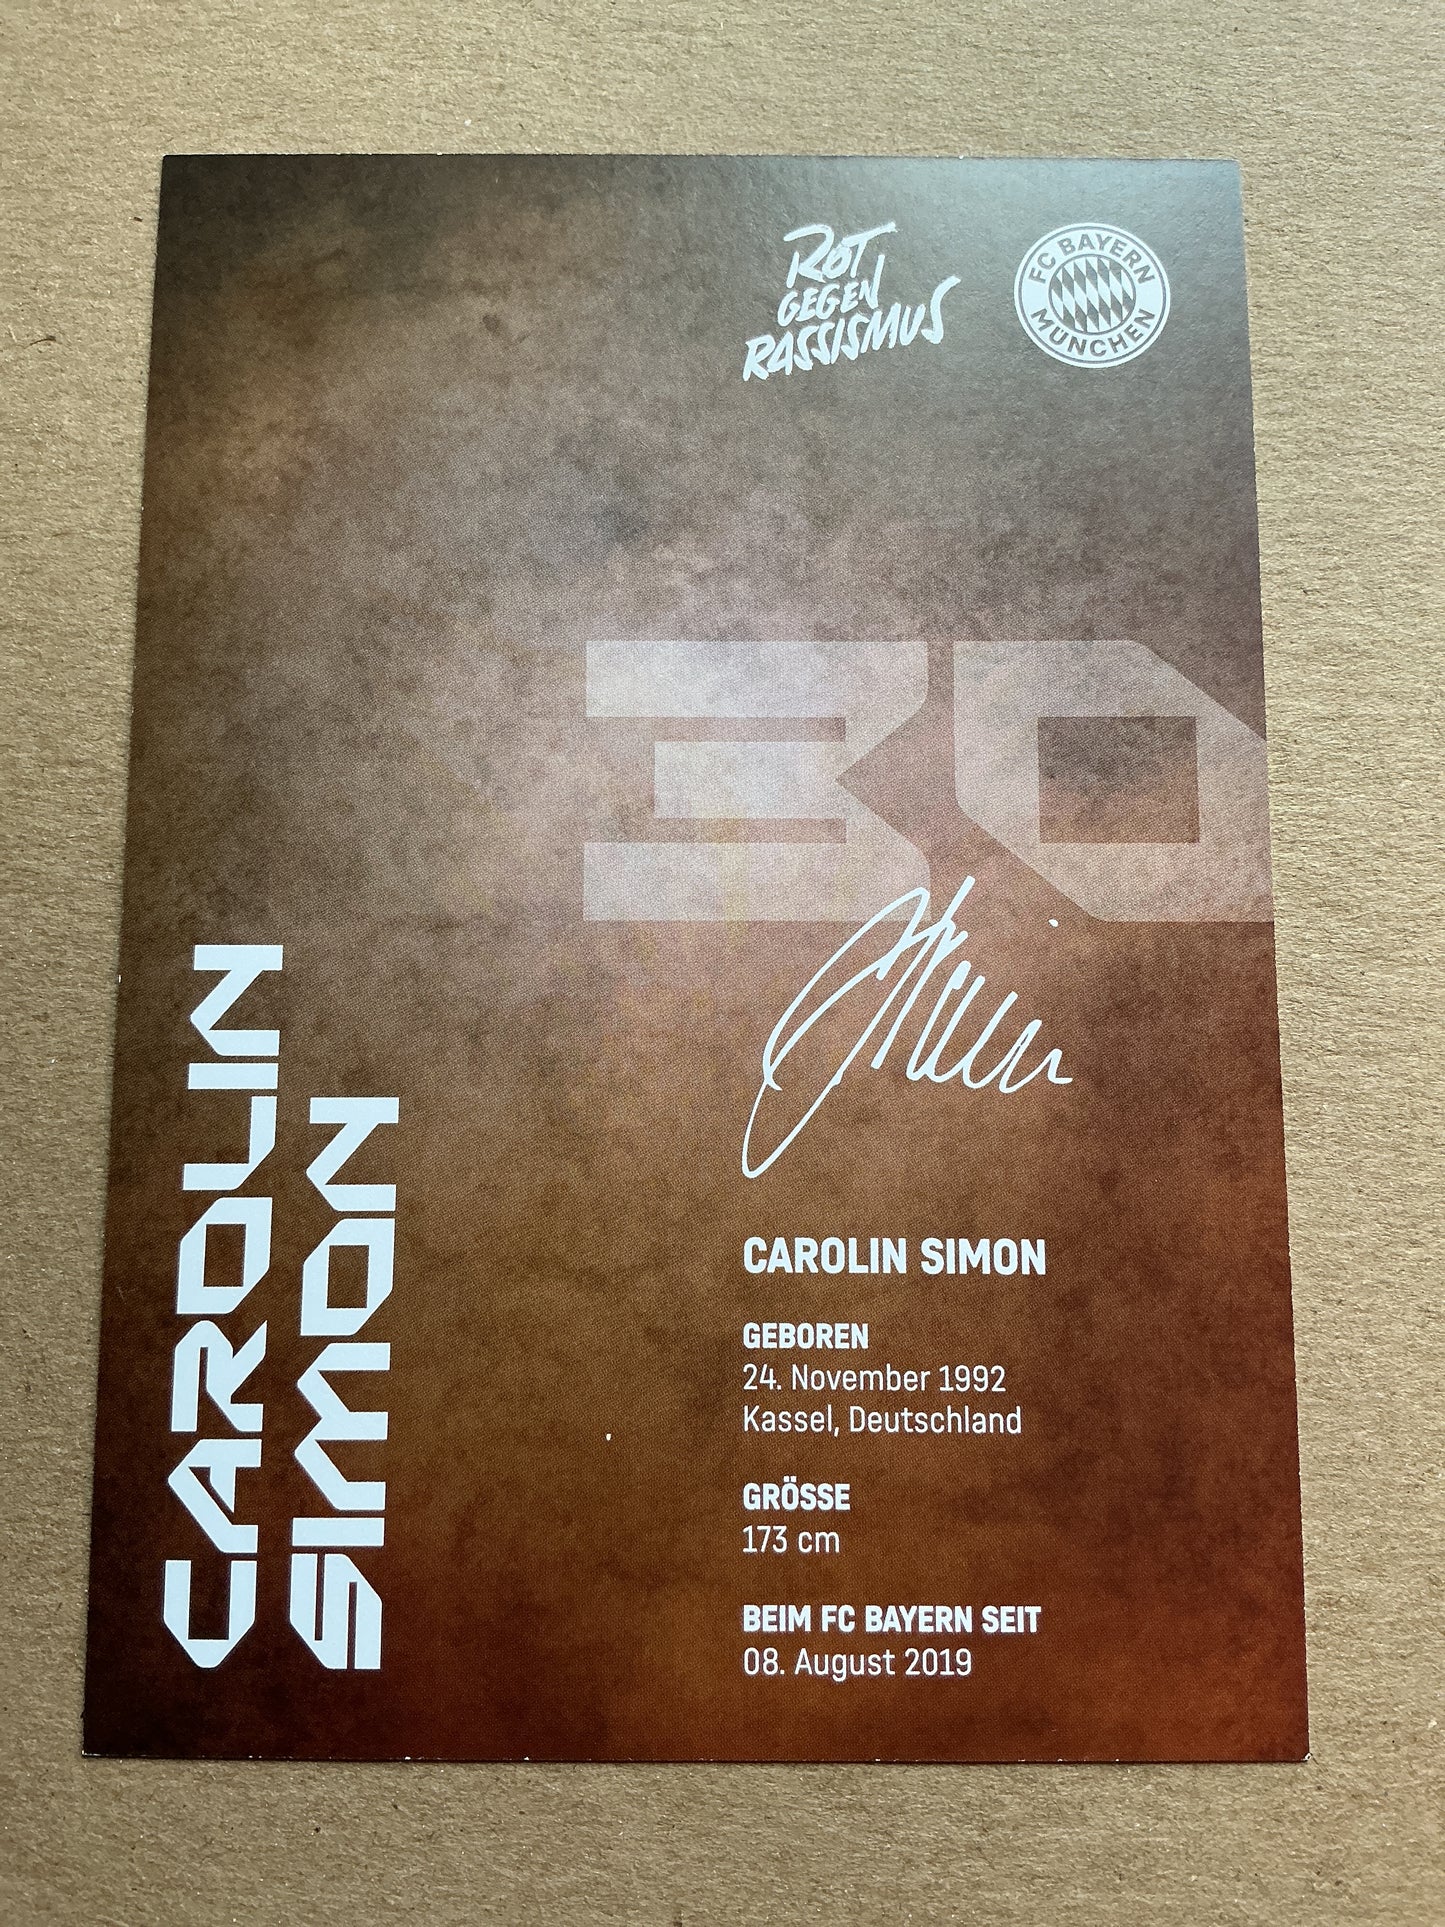 ROT
GEGEN
RASSISMUS
FC BAYERN
MÜNCHEN
30
CAROLIN
SIMON
CAROLIN SIMON
GEBOREN
24. November 1992
Kassel, Deutschland
GRÖSSE
173 cm
BEIM FC BAYERN SEIT
08. August 2019